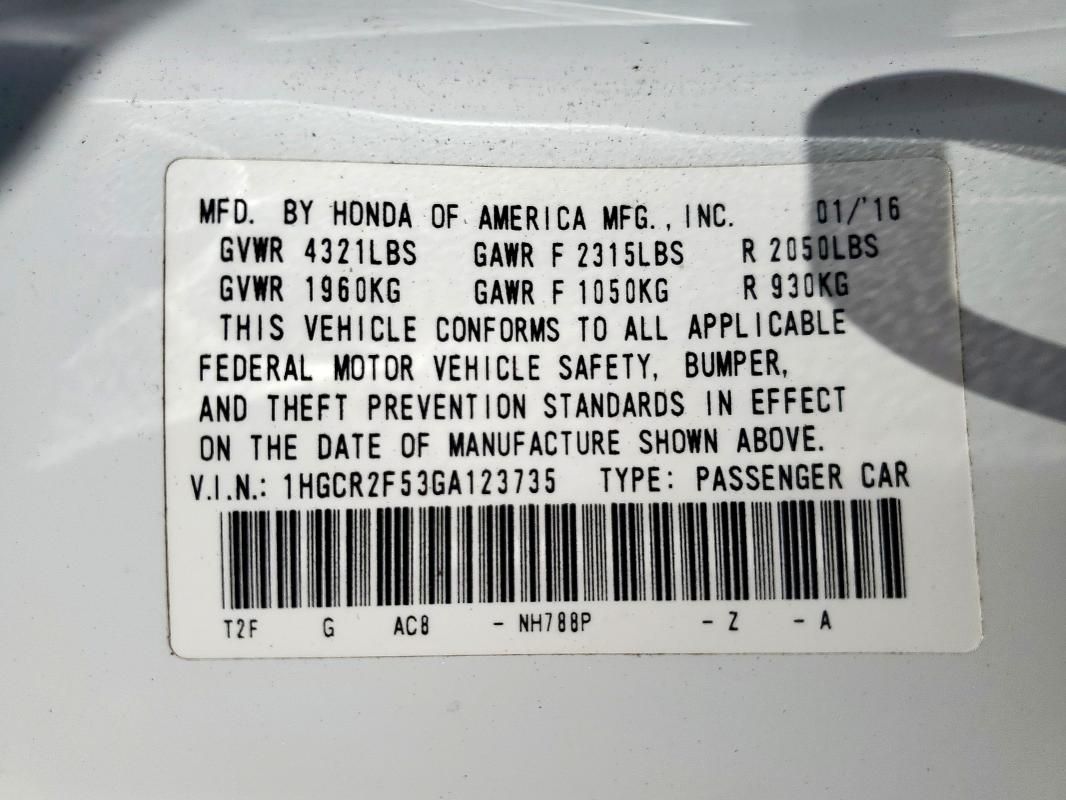 MFD. BY HONDA OF AMERICA MFG., INC. 01/'16
GVWR 4321LBS GAWR F 2315LBS R 2050LBS
GVWR 1960KG GAWR F 1050KG R 930KG
THIS VEHICLE CONFORMS TO ALL APPLICABLE
FEDERAL MOTOR VEHICLE SAFETY, BUMPER,
AND THEFT PREVENTION STANDARDS IN EFFECT
ON THE DATE OF MANUFACTURE SHOWN ABOVE.
V.I.N.: 1HGCR2F53GA123735 TYPE: PASSENGER CAR
T2F G AC8 - NH788P - Z - A